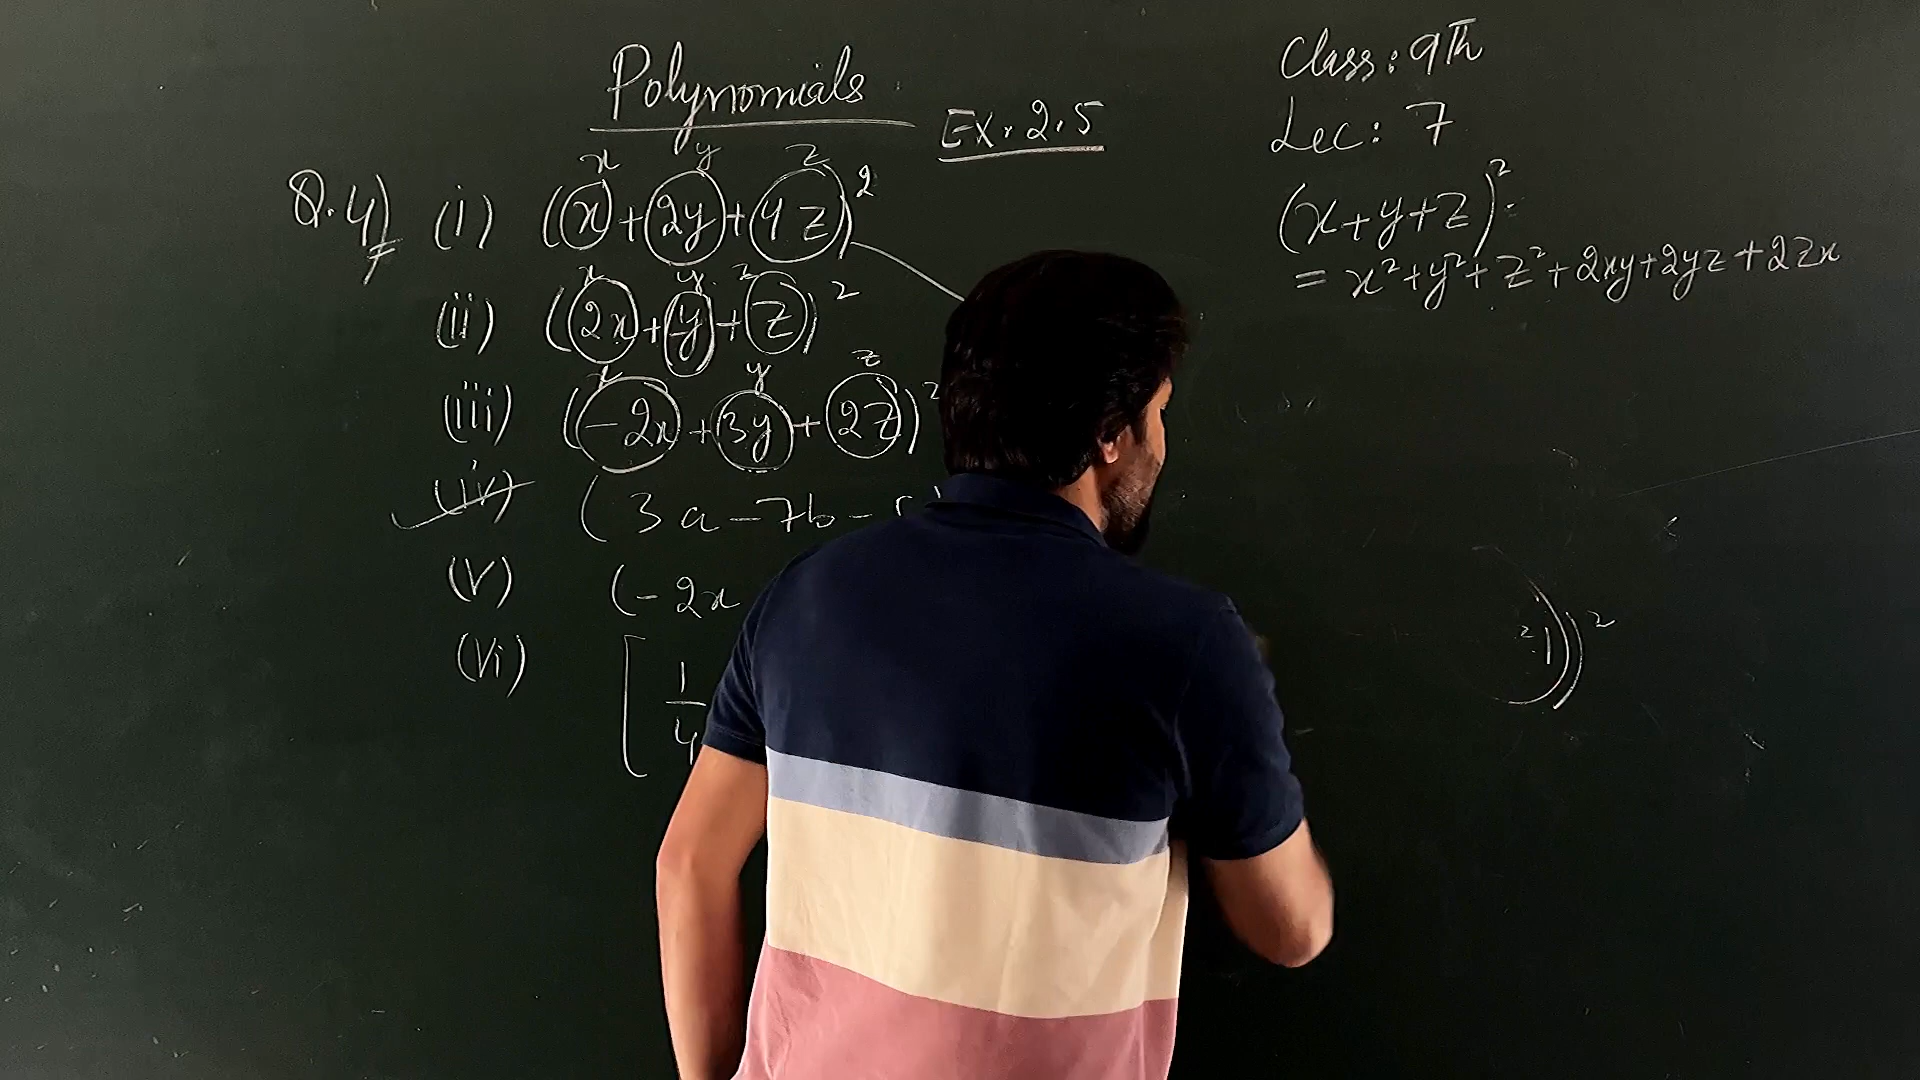 Polynomials
Ex. 2.5
Class: 9th
Lec: 7
x y z
Q.4) (i) (x+2y+4z)²
(x+y+z)²
= x²+y²+z²+2xy+2yz+2zx
x y z
(ii) (2x+y+z)²
x y z
(iii) (-2x+3y+2z)²
(iv) (3a-7b-
(v) (-2x
(vi) [1/4